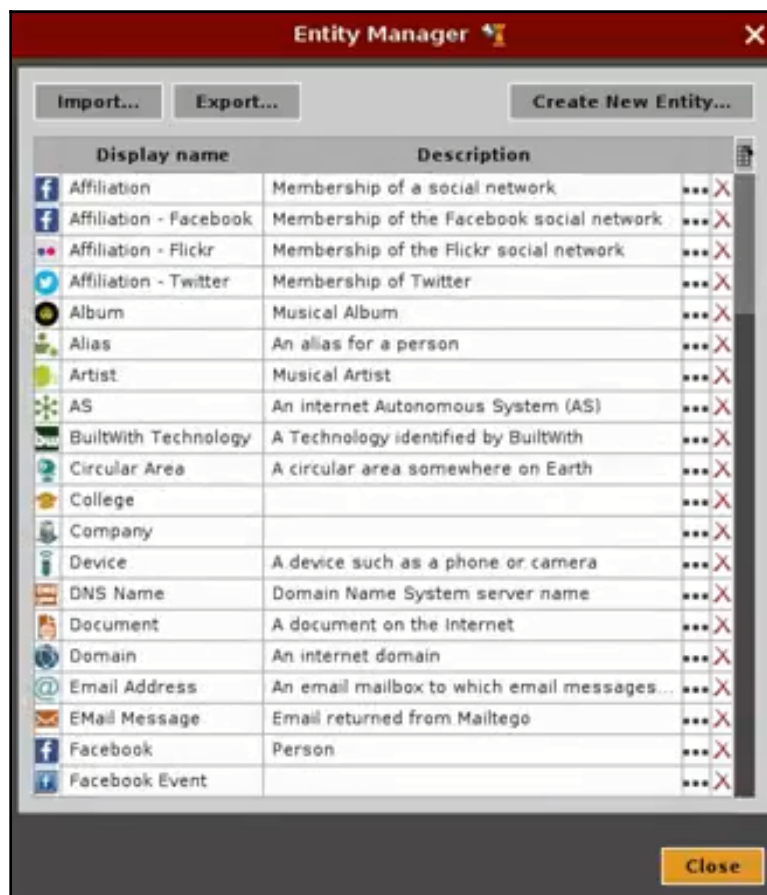 Entity Manager
Import... Export... Create New Entity...
Display name Description
Affiliation Membership of a social network
Affiliation - Facebook Membership of the Facebook social network
Affiliation - Flickr Membership of the Flickr social network
Affiliation - Twitter Membership of Twitter
Album Musical Album
Alias An alias for a person
Artist Musical Artist
AS An internet Autonomous System (AS)
BuiltWith Technology A Technology identified by BuiltWith
Circular Area A circular area somewhere on Earth
College
Company
Device A device such as a phone or camera
DNS Name Domain Name System server name
Document A document on the Internet
Domain An internet domain
Email Address An email mailbox to which email messages...
EMail Message Email returned from Mailtego
Facebook Person
Facebook Event
Close